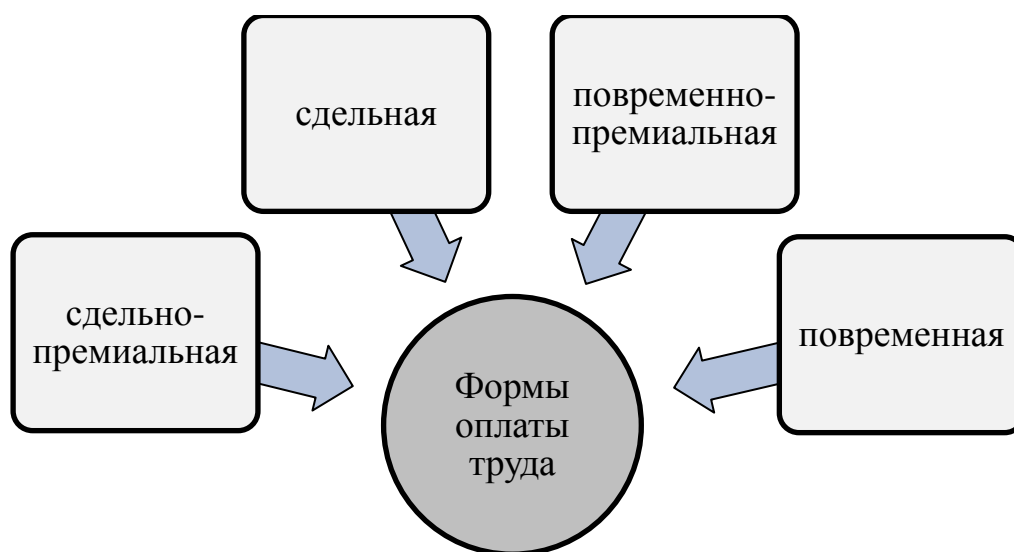 сдельная
повременно-
премиальная
сдельно-
премиальная
повременная
Формы
оплаты
труда